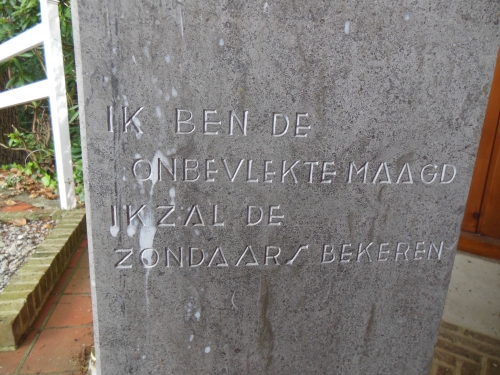 IK BEN DE
ONBEVLEKTE MAAGD
IK ZAL DE
ZONDAARS BEKEREN